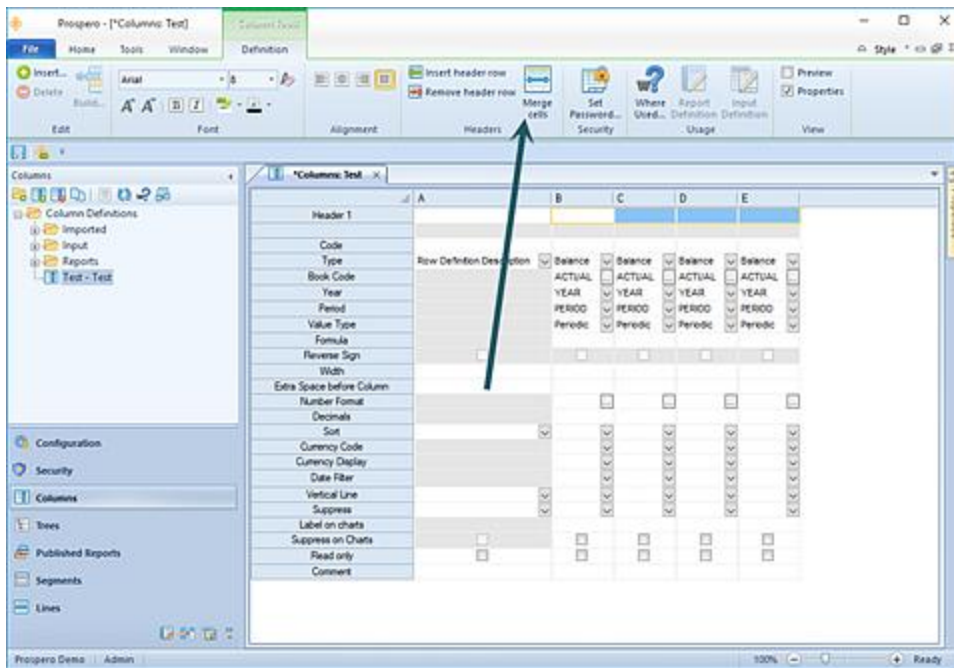 Prospero - [*Columns: Test]
File Home Tools Window Definition Style
Insert... Delete Build... Edit
Arial 8 Font
Alignment
Insert header row
Remove header row
Merge cells
Headers
Set Password...
Security
Where Used... Report Definition Input Definition
Usage
Preview
Properties
View
Columns
Column Definitions
Imported
Input
Reports
Test - Test
Configuration
Security
Columns
Trees
Published Reports
Segments
Lines
*Columns: Test
A B C D E
Header 1
Code
Type Row Definition Description Balance Balance Balance Balance
Book Code ACTUAL ACTUAL ACTUAL ACTUAL
Year YEAR YEAR YEAR YEAR
Period PERIOD PERIOD PERIOD PERIOD
Value Type Periodic Periodic Periodic Periodic
Formula
Reverse Sign
Width
Extra Space before Column
Number Format
Decimals
Sort
Currency Code
Currency Display
Date Filter
Vertical Line
Suppress
Label on charts
Suppress on Charts
Read only
Comment
Prospero Demo Admin 100% Ready